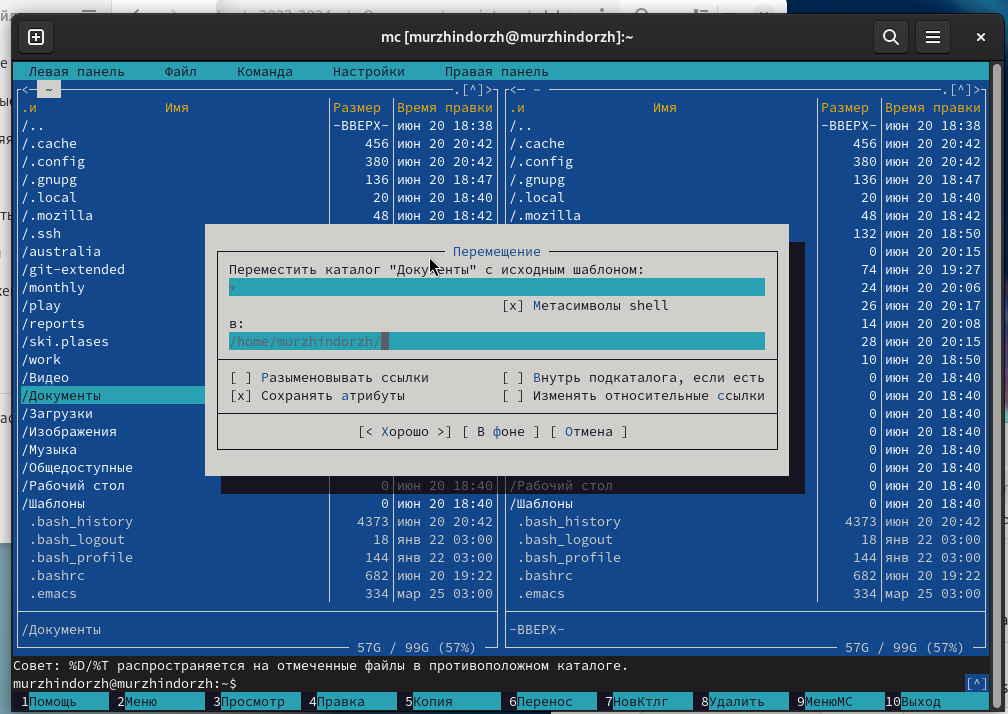 mc [murzhindorzh@murzhindorzh]:~
Левая панель Файл Команда Настройки Правая панель
<─ ~ ─.[^]> <─ ~ ─.[^]>
.и Имя Размер Время правки .и Имя Размер Время правки
/.. -ВВЕРХ- июн 20 18:38 /.. -ВВЕРХ- июн 20 18:38
/.cache 456 июн 20 20:42 /.cache 456 июн 20 20:42
/.config 380 июн 20 20:42 /.config 380 июн 20 20:42
/.gnupg 136 июн 20 18:47 /.gnupg 136 июн 20 18:47
/.local 20 июн 20 18:40 /.local 20 июн 20 18:40
/.mozilla 48 июн 20 18:42 /.mozilla 48 июн 20 18:42
/.ssh 132 июн 20 18:50
/australia Перемещение 0 июн 20 20:15
/git-extended Переместить каталог "Документы" с исходным шаблоном: 74 июн 20 19:27
/monthly * 24 июн 20 20:06
/play [x] Метасимволы shell 26 июн 20 20:17
/reports в: 14 июн 20 20:08
/ski.plases /home/murzhindorzh/ 28 июн 20 20:15
/work 10 июн 20 18:50
/Видео [ ] Разыменовывать ссылки [ ] Внутрь подкаталога, если есть 0 июн 20 18:40
/Документы [x] Сохранять атрибуты [ ] Изменять относительные ссылки 0 июн 20 18:40
/Загрузки 0 июн 20 18:40
/Изображения [< Хорошо >] [ В фоне ] [ Отмена ] 0 июн 20 18:40
/Музыка 0 июн 20 18:40
/Общедоступные 0 июн 20 18:40
/Рабочий стол 0 июн 20 18:40 /Рабочий стол 0 июн 20 18:40
/Шаблоны 0 июн 20 18:40 /Шаблоны 0 июн 20 18:40
.bash_history 4373 июн 20 20:42 .bash_history 4373 июн 20 20:42
.bash_logout 18 янв 22 03:00 .bash_logout 18 янв 22 03:00
.bash_profile 144 янв 22 03:00 .bash_profile 144 янв 22 03:00
.bashrc 682 июн 20 19:22 .bashrc 682 июн 20 19:22
.emacs 334 мар 25 03:00 .emacs 334 мар 25 03:00
/Документы -ВВЕРХ-
57G / 99G (57%) 57G / 99G (57%)
Совет: %D/%T распространяется на отмеченные файлы в противоположном каталоге.
murzhindorzh@murzhindorzh:~$ [^]
1Помощь 2Меню 3Просмотр 4Правка 5Копия 6Перенос 7НовКтлг 8Удалить 9МенюМС 10Выход